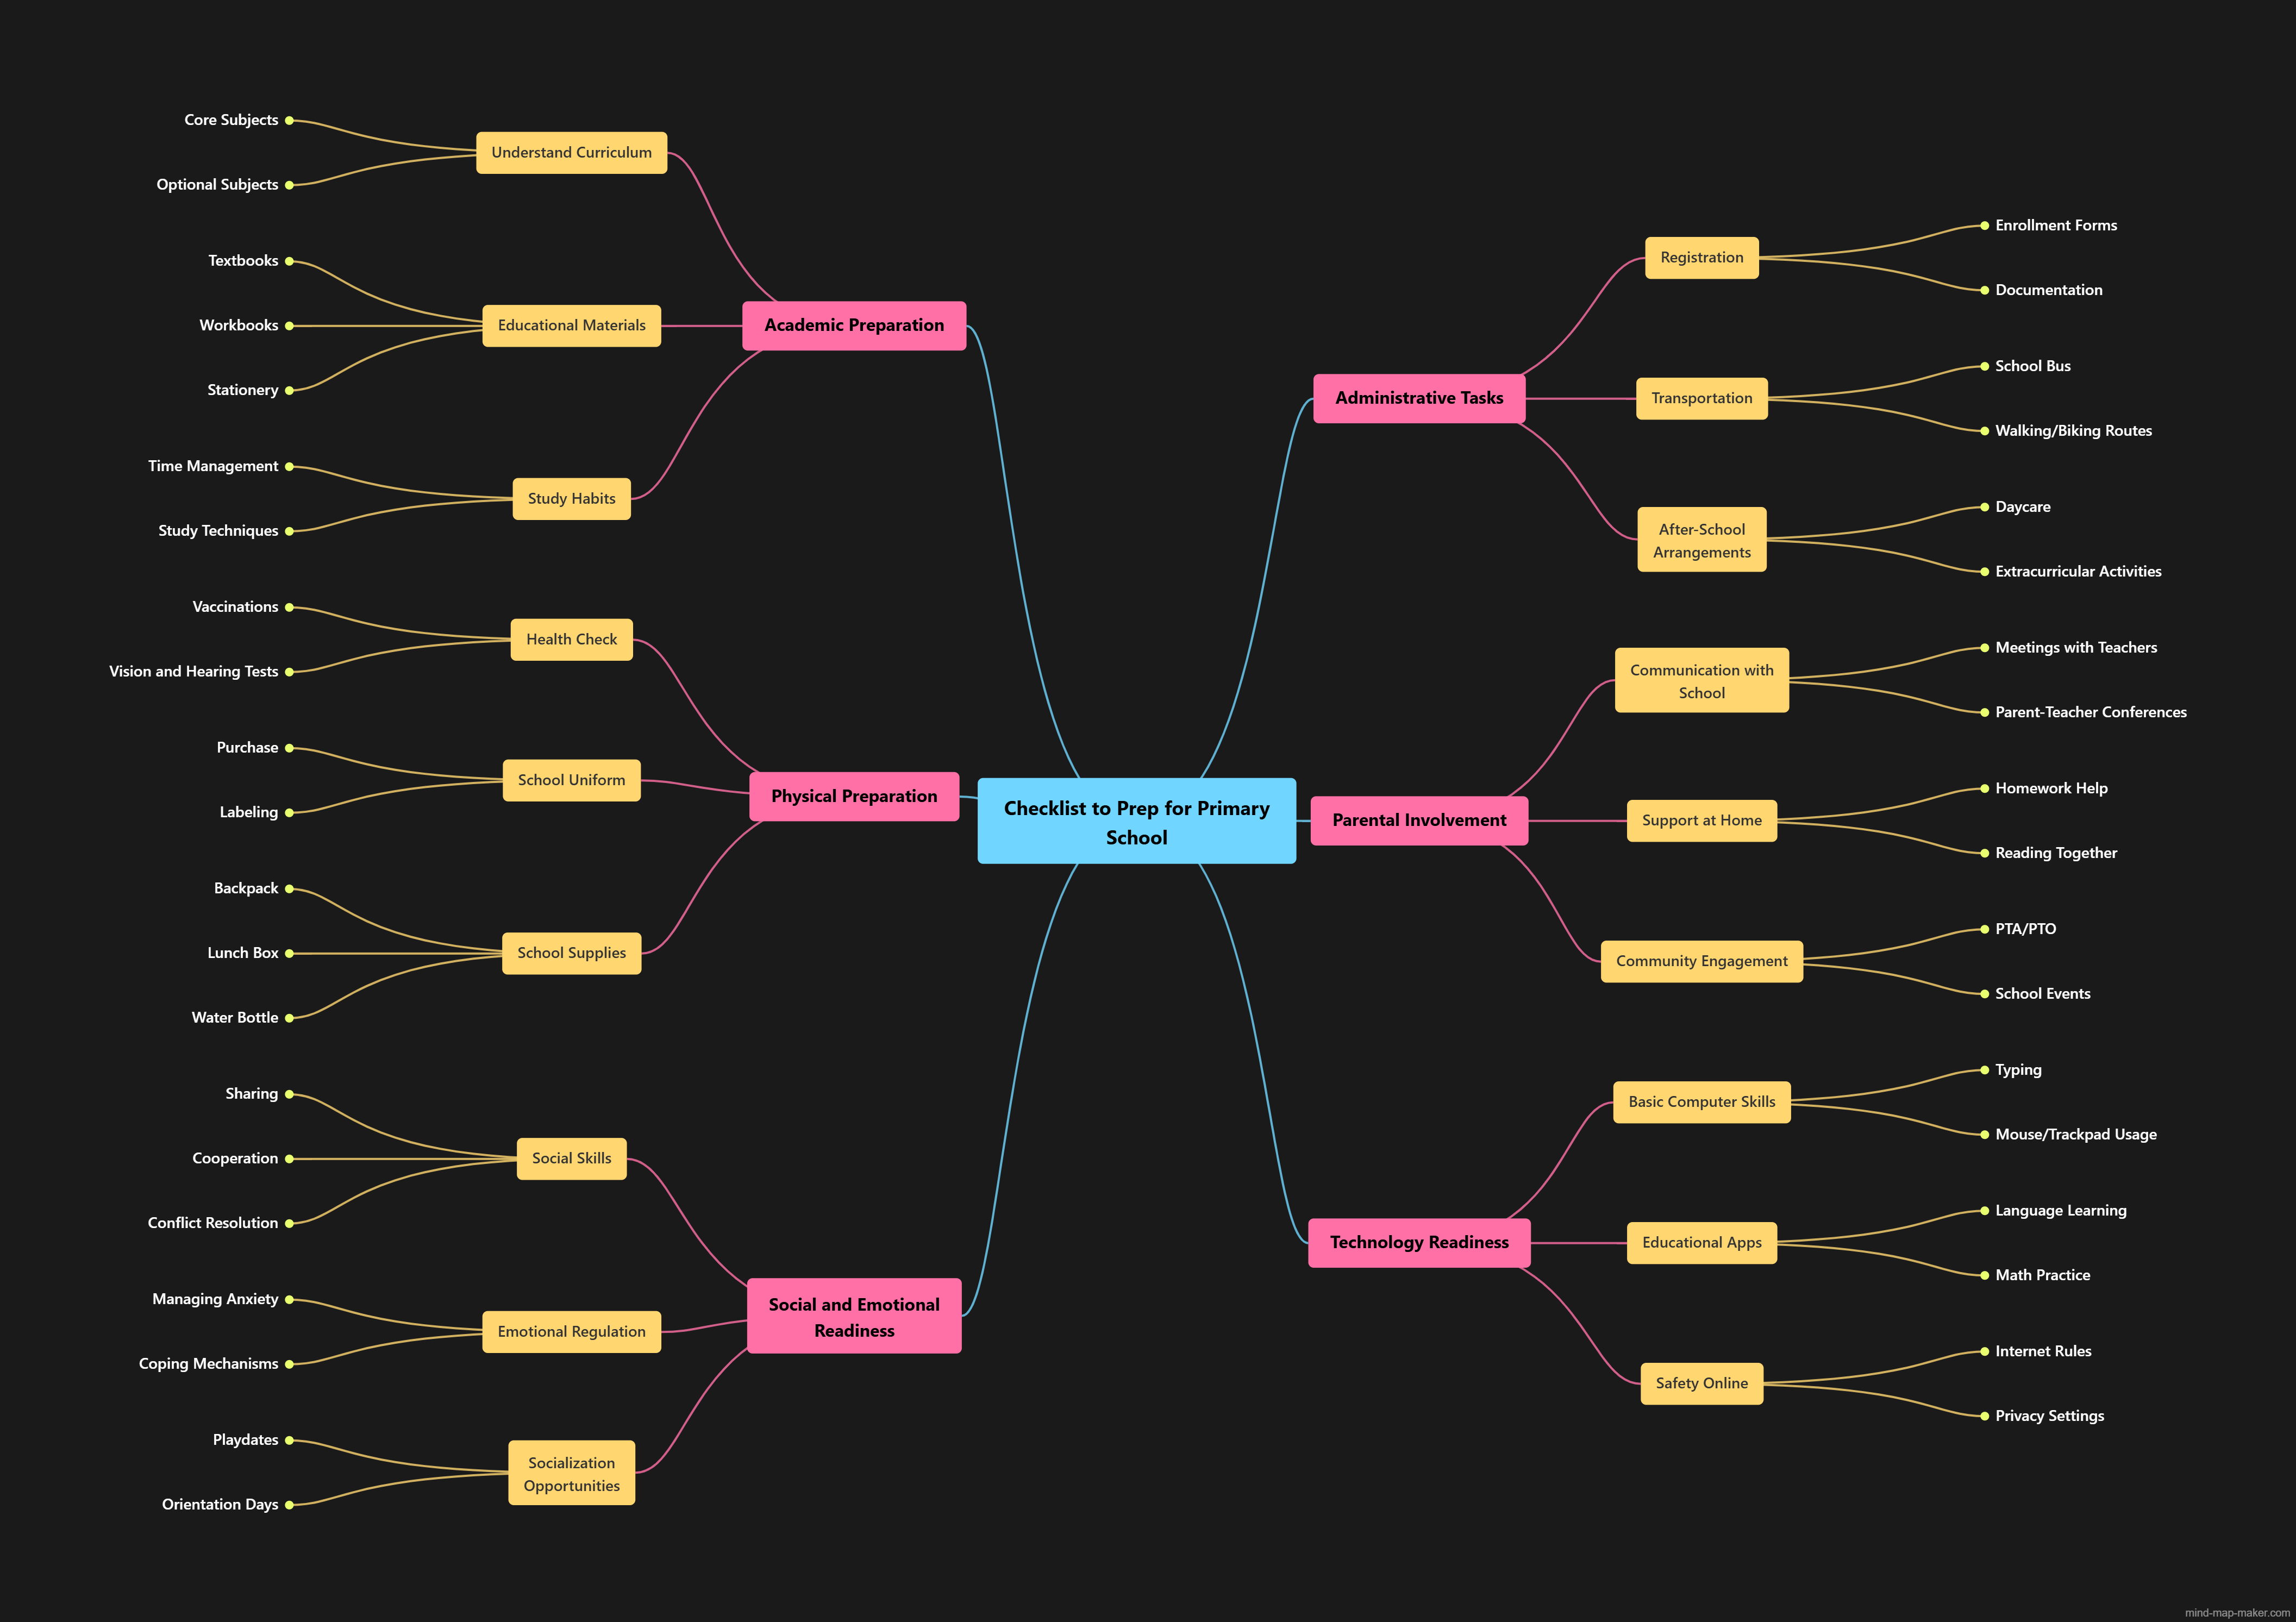 Checklist to Prep for Primary
School
Academic Preparation
Understand Curriculum
Core Subjects
Optional Subjects
Educational Materials
Textbooks
Workbooks
Stationery
Study Habits
Time Management
Study Techniques
Physical Preparation
Health Check
Vaccinations
Vision and Hearing Tests
School Uniform
Purchase
Labeling
School Supplies
Backpack
Lunch Box
Water Bottle
Social and Emotional
Readiness
Social Skills
Sharing
Cooperation
Conflict Resolution
Emotional Regulation
Managing Anxiety
Coping Mechanisms
Socialization
Opportunities
Playdates
Orientation Days
Administrative Tasks
Registration
Enrollment Forms
Documentation
Transportation
School Bus
Walking/Biking Routes
After-School
Arrangements
Daycare
Extracurricular Activities
Parental Involvement
Communication with
School
Meetings with Teachers
Parent-Teacher Conferences
Support at Home
Homework Help
Reading Together
Community Engagement
PTA/PTO
School Events
Technology Readiness
Basic Computer Skills
Typing
Mouse/Trackpad Usage
Educational Apps
Language Learning
Math Practice
Safety Online
Internet Rules
Privacy Settings
mind-map-maker.com